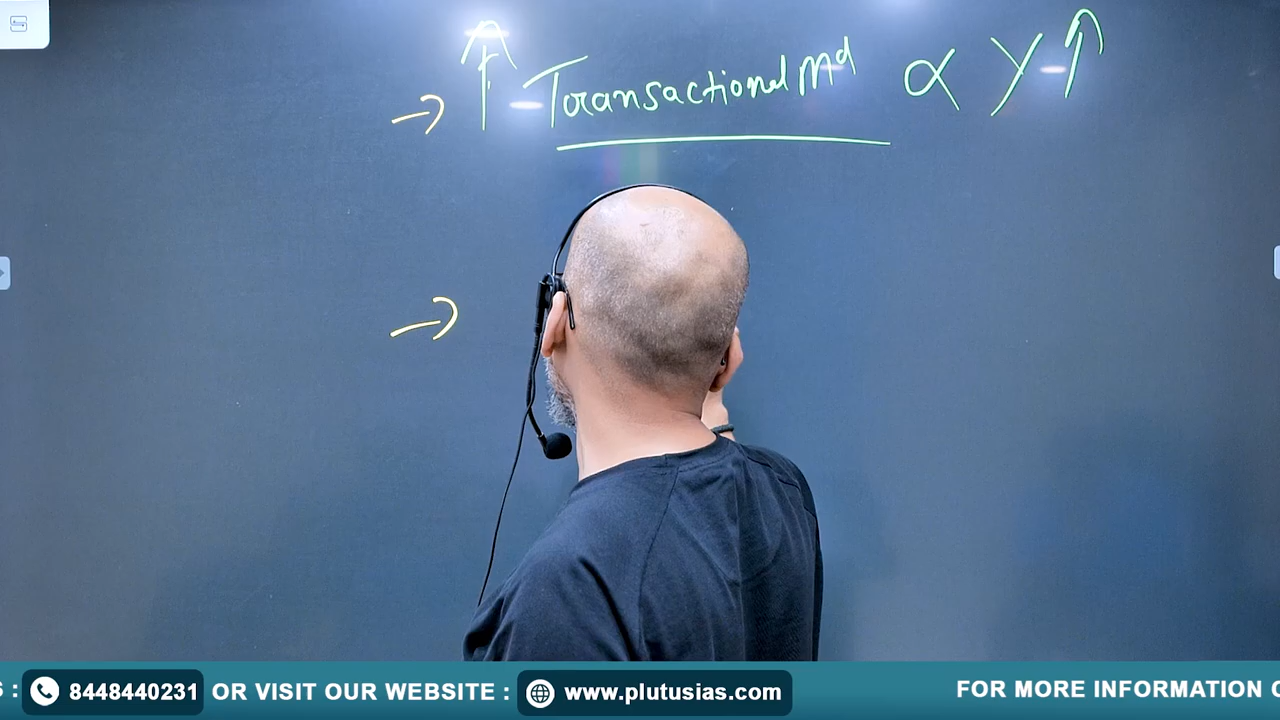 → ↑ Transactional Md ∝ Y ↑
→
S : 8448440231 OR VISIT OUR WEBSITE : www.plutusias.com FOR MORE INFORMATION C